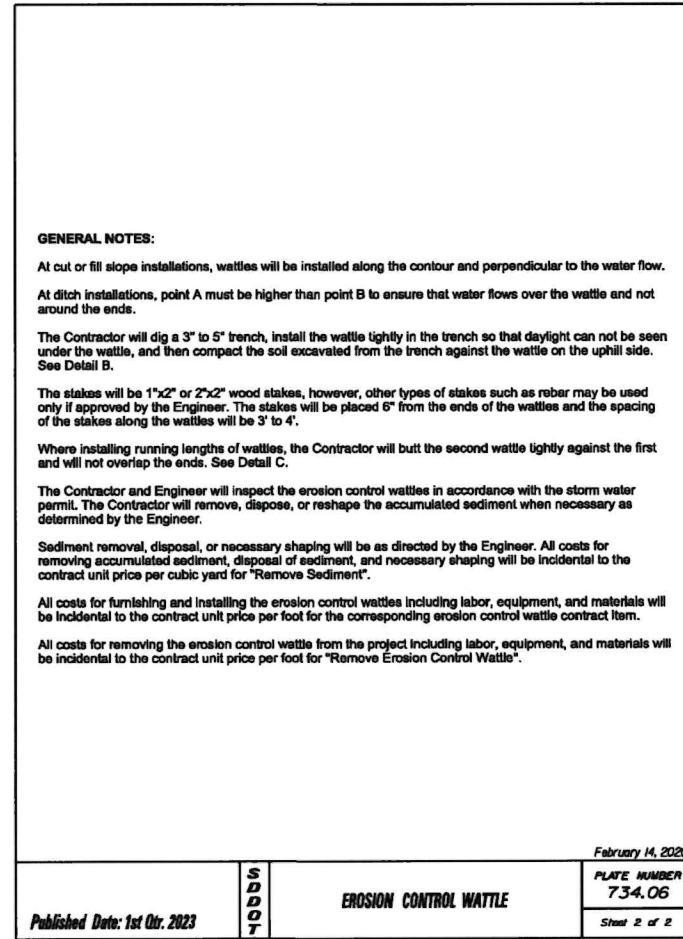 GENERAL NOTES:
At cut or fill slope installations, wattles will be installed along the contour and perpendicular to the water flow.
At ditch installations, point A must be higher than point B to ensure that water flows over the wattle and not
around the ends.
The Contractor will dig a 3" to 5" trench, install the wattle tightly in the trench so that daylight can not be seen
under the wattle, and then compact the soil excavated from the trench against the wattle on the uphill side.
See Detail B.
The stakes will be 1"x2" or 2"x2" wood stakes, however, other types of stakes such as rebar may be used
only if approved by the Engineer. The stakes will be placed 6" from the ends of the wattles and the spacing
of the stakes along the wattles will be 3' to 4'.
Where installing running lengths of wattles, the Contractor will butt the second wattle tightly against the first
and will not overlap the ends. See Detail C.
The Contractor and Engineer will inspect the erosion control wattles in accordance with the storm water
permit. The Contractor will remove, dispose, or reshape the accumulated sediment when necessary as
determined by the Engineer.
Sediment removal, disposal, or necessary shaping will be as directed by the Engineer. All costs for
removing accumulated sediment, disposal of sediment, and necessary shaping will be incidental to the
contract unit price per cubic yard for "Remove Sediment".
All costs for furnishing and installing the erosion control wattles including labor, equipment, and materials will
be incidental to the contract unit price per foot for the corresponding erosion control wattle contract item.
All costs for removing the erosion control wattle from the project including labor, equipment, and materials will
be incidental to the contract unit price per foot for "Remove Erosion Control Wattle".
February 14, 2020
Published Date: 1st Qtr. 2023
SDDOT
EROSION CONTROL WATTLE
PLATE NUMBER
734.06
Sheet 2 of 2